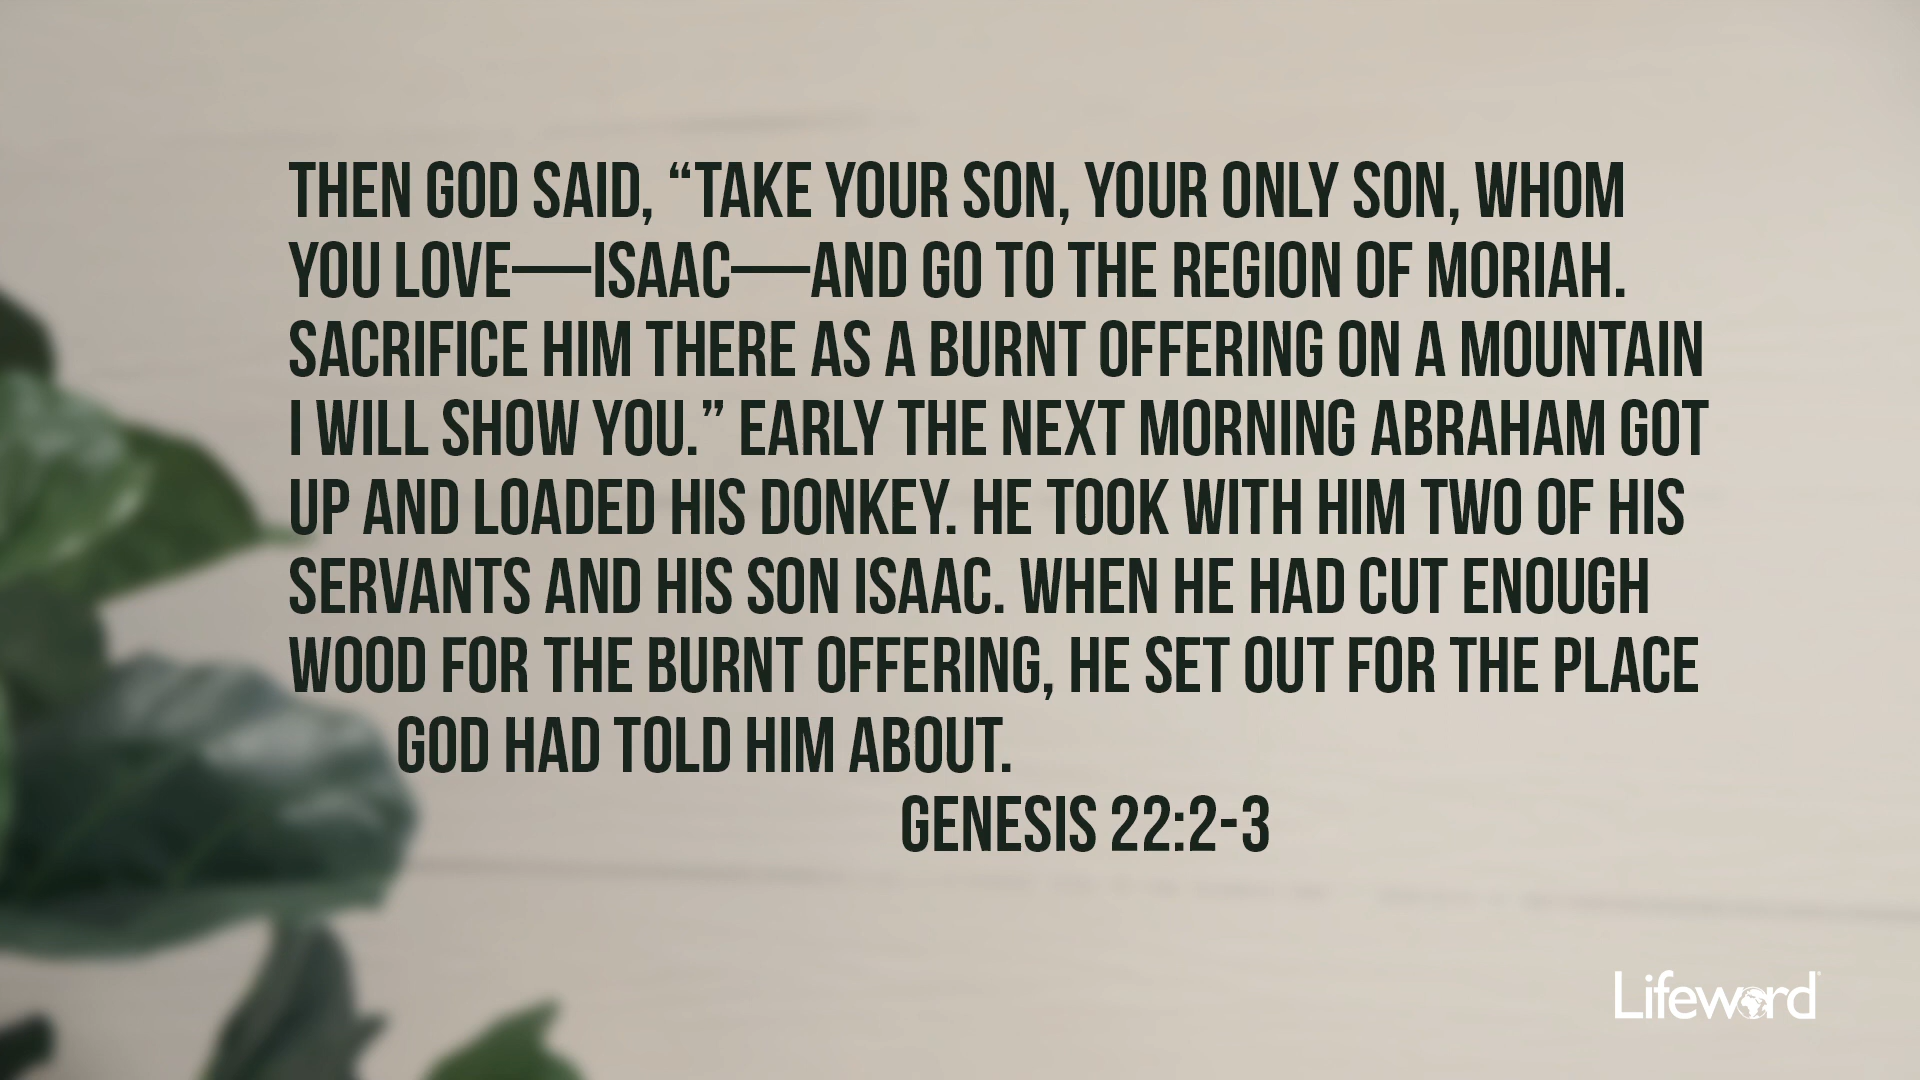 THEN GOD SAID, “TAKE YOUR SON, YOUR ONLY SON, WHOM
YOU LOVE—ISAAC—AND GO TO THE REGION OF MORIAH.
SACRIFICE HIM THERE AS A BURNT OFFERING ON A MOUNTAIN
I WILL SHOW YOU.” EARLY THE NEXT MORNING ABRAHAM GOT
UP AND LOADED HIS DONKEY. HE TOOK WITH HIM TWO OF HIS
SERVANTS AND HIS SON ISAAC. WHEN HE HAD CUT ENOUGH
WOOD FOR THE BURNT OFFERING, HE SET OUT FOR THE PLACE
GOD HAD TOLD HIM ABOUT.
GENESIS 22:2-3
Lifeword